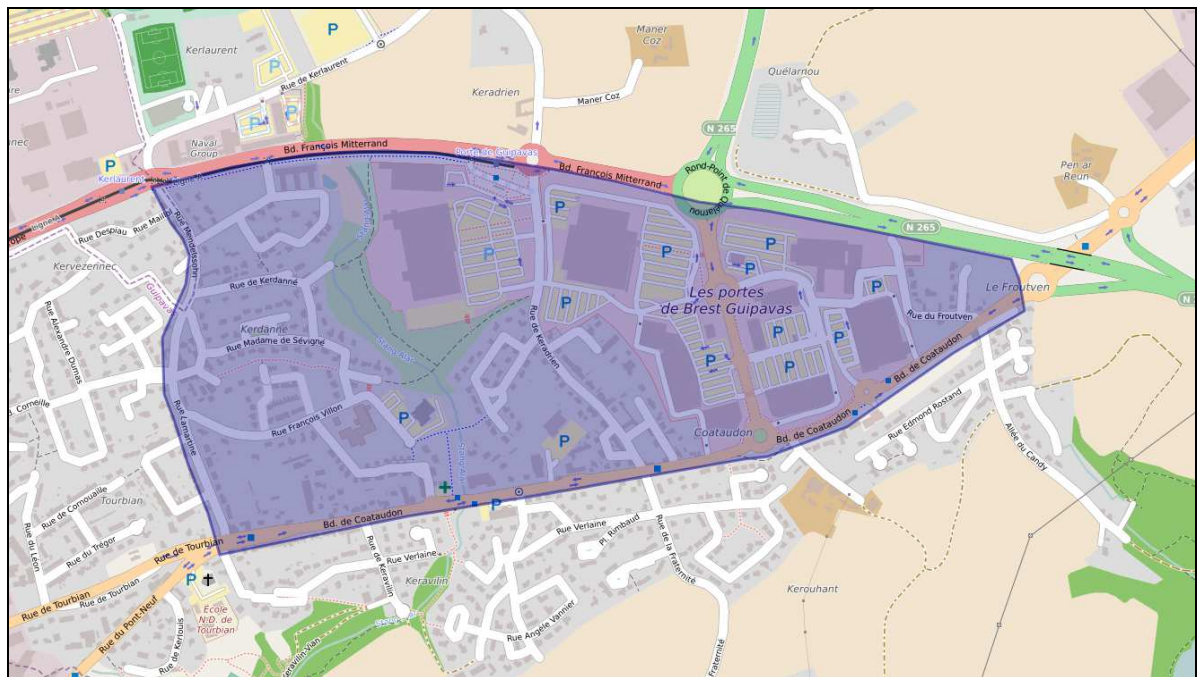 Kerlaurent
P
P
Rue de Kerlaurent
P
P
Naval
Group
P
Kerlaurent
Bd. François Mitterrand
Porte de Guipavas
Keradrien
Maner
Coz
Maner Coz
Quélarnou
N 265
Bd. François Mitterrand
Rond-Point de
Quélarnou
Pen ar
Reun
N 265
Le Froutven
N
Rue Maill
Rue Despiau
Kervezennec
Rue Mendelssohn
Guipava
Rue de Kerdanné
Kerdanné
Rue Madame de Sévigné
Rue Alexandre Dumas
Corneille
Rue Lamartine
Rue François Villon
P
P
P
P
Rue de Keradrien
P
P
P
P
Les portes
de Brest Guipavas
Rue du Froutven
P
P
P
P
P
Coataudon
Bd. de Coataudon
Bd. de Coataudon
Rue Edmond Rostand
Allée du Candy
Tourbian
Rue de Cornouaille
Rue du Trégor
Rue du Léon
Bd. de Coataudon
P
Rue de Tourbian
Rue de Tourbian
Rue de Tourbian
Rue du Pont-Neuf
P
École
N.-D. de
Tourbian
Rue de Kerlouis
Rue de Keravilin
Rue Verlaine
Keravilin
Keravilin-Vian
Rue Verlaine
Pl. Rimbaud
Rue de la Fraternité
Rue Angèle Vannier
Fraternité
Kerouhant